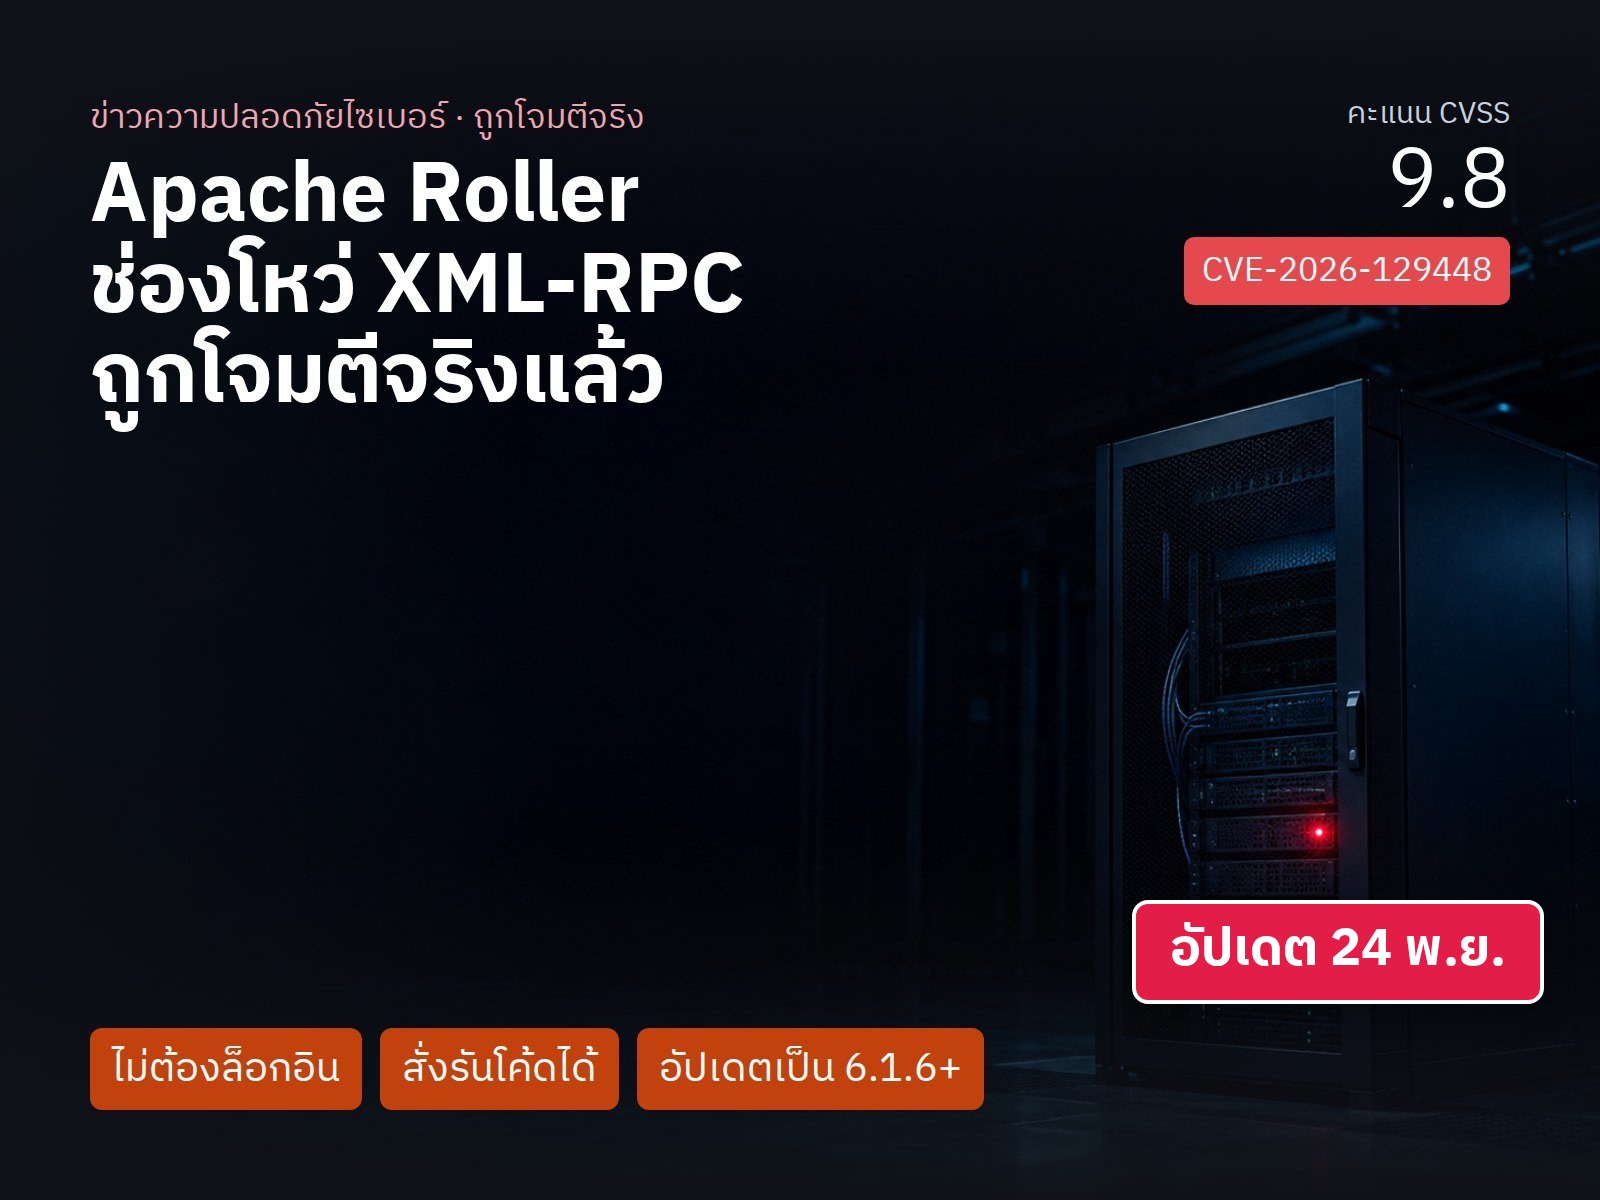 ข่าวความปลอดภัยไซเบอร์ · ถูกโจมตีจริง
Apache Roller
ช่องโหว่ XML-RPC
ถูกโจมตีจริงแล้ว
คะแนน CVSS
9.8
CVE-2026-129448
อัปเดต 24 พ.ย.
ไม่ต้องล็อกอิน
สั่งรันโค้ดได้
อัปเดตเป็น 6.1.6+